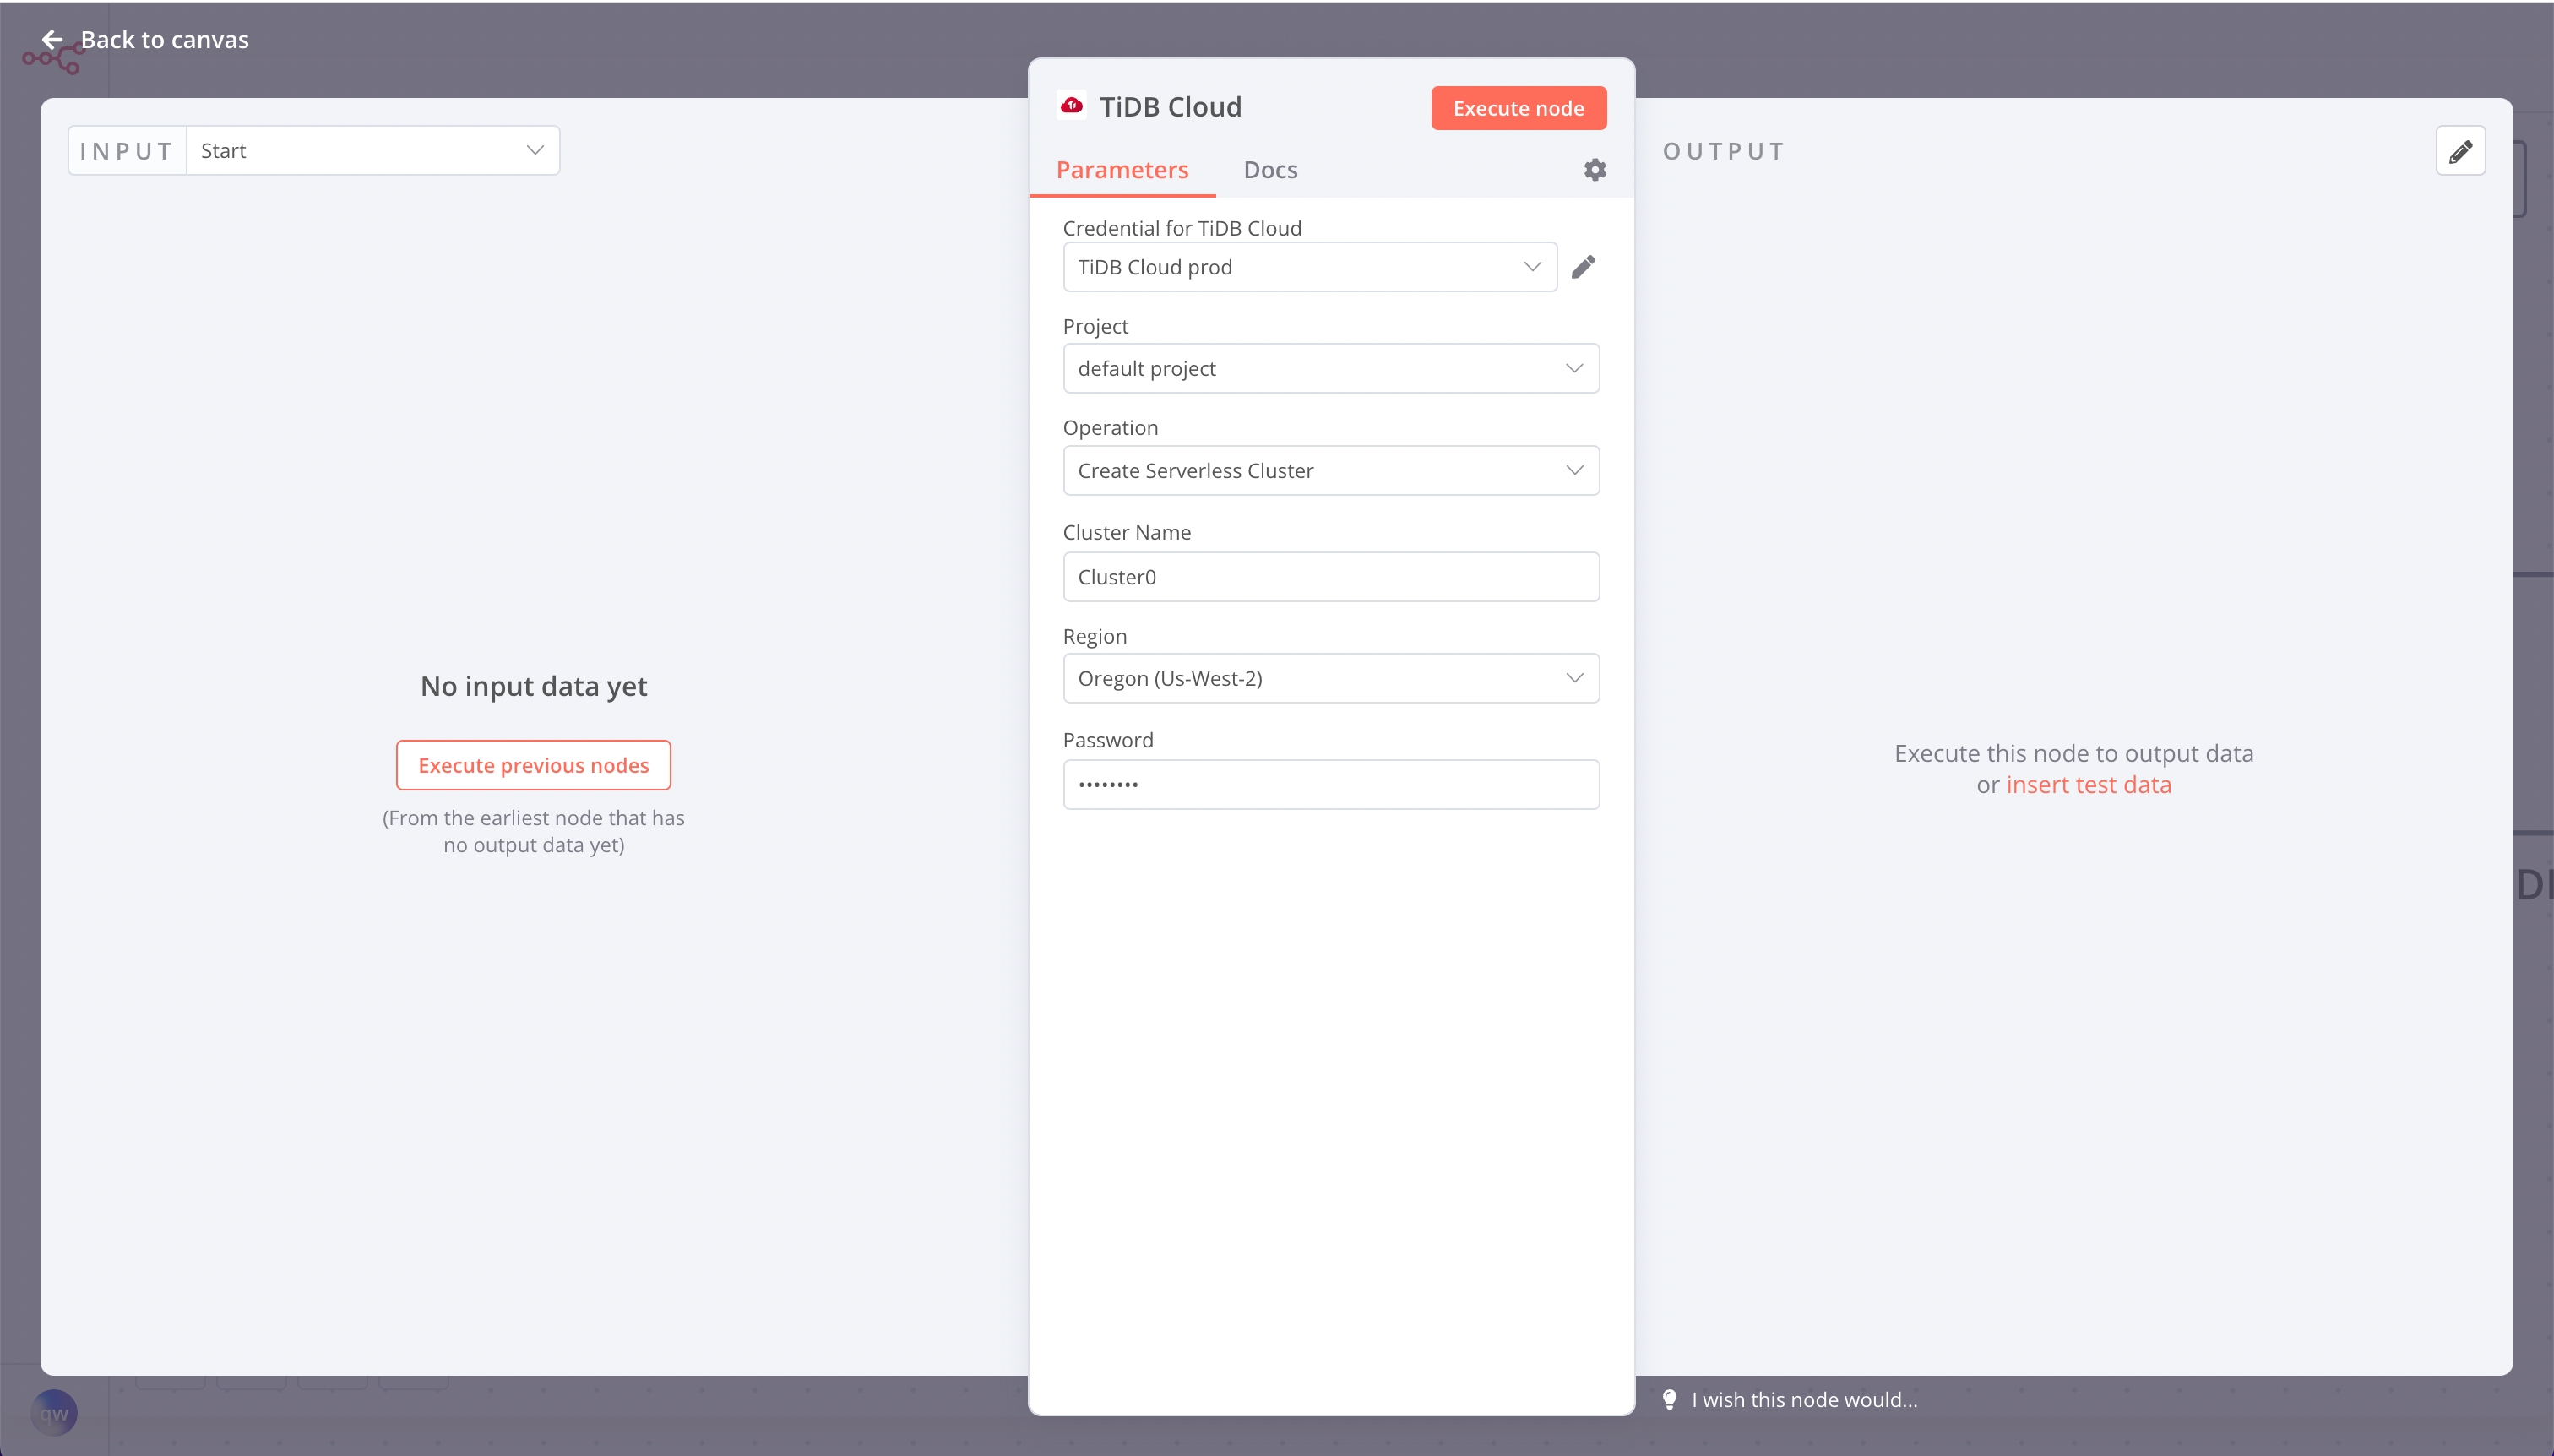 Back to canvas
INPUT
Start
No input data yet
Execute previous nodes
(From the earliest node that has
no output data yet)
TiDB Cloud
Execute node
Parameters
Docs
Credential for TiDB Cloud
TiDB Cloud prod
Project
default project
Operation
Create Serverless Cluster
Cluster Name
Cluster0
Region
Oregon (Us-West-2)
Password
••••••••
OUTPUT
Execute this node to output data
or insert test data
I wish this node would...
qw